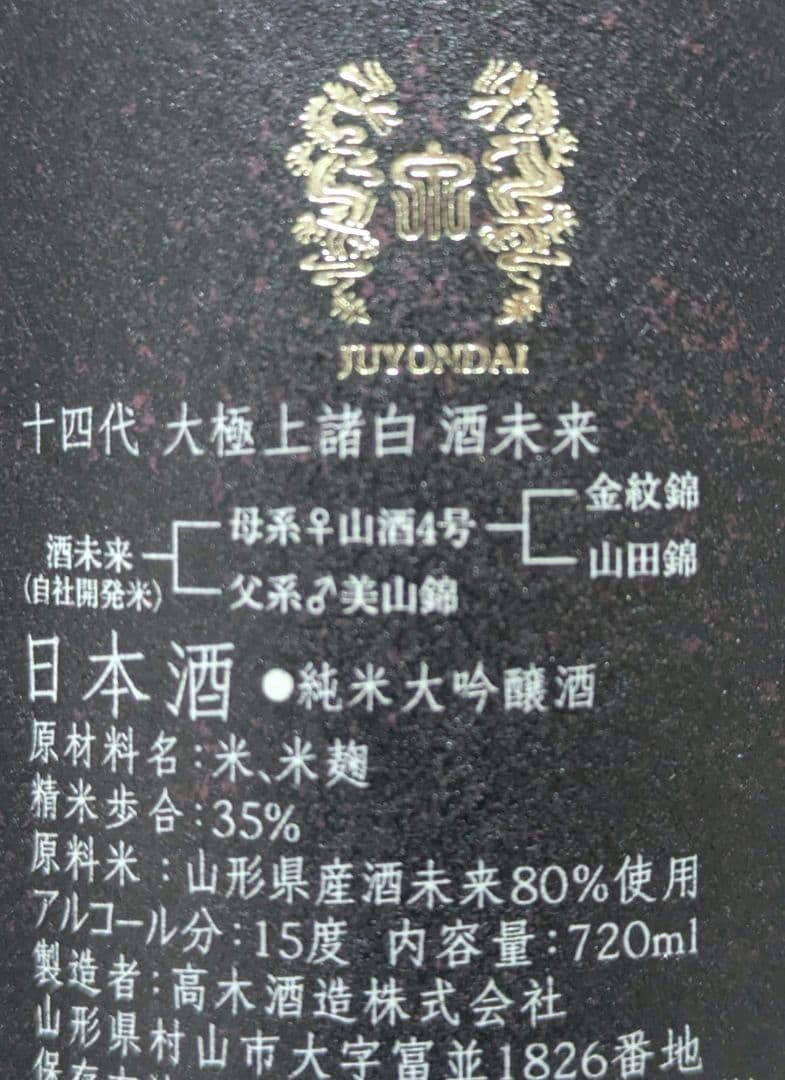 JUYONDAI
十四代 大極上諸白 酒未来
金紋錦
母系♀山酒4号
酒未来
山田錦
(自社開発米)
父系♂美山錦
日本酒 ●純米大吟醸酒
原材料名:米、米麹
精米歩合:35%
原料米:山形県産酒未来80%使用
アルコール分:15度 内容量:720ml
製造者:高木酒造株式会社
山形県村山市大字富並1826番地